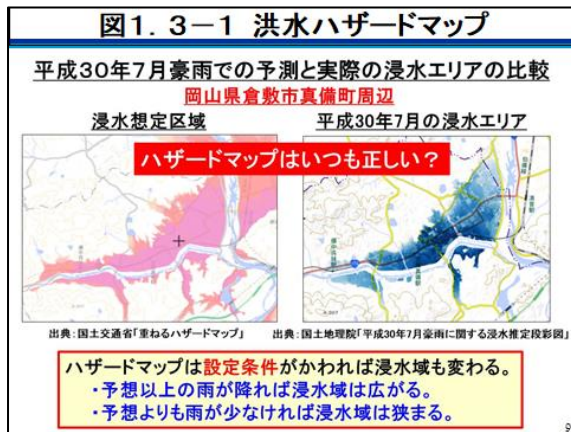 図1.3－1 洪水ハザードマップ
平成30年7月豪雨での予測と実際の浸水エリアの比較
岡山県倉敷市真備町周辺
浸水想定区域
平成30年7月の浸水エリア
ハザードマップはいつも正しい？
出典：国土交通省「重ねるハザードマップ」
出典：国土地理院「平成30年7月豪雨に関する浸水推定段彩図」
ハザードマップは設定条件がかわれば浸水域も変わる。
・予想以上の雨が降れば浸水域は広がる。
・予想よりも雨が少なければ浸水域は狭まる。
9